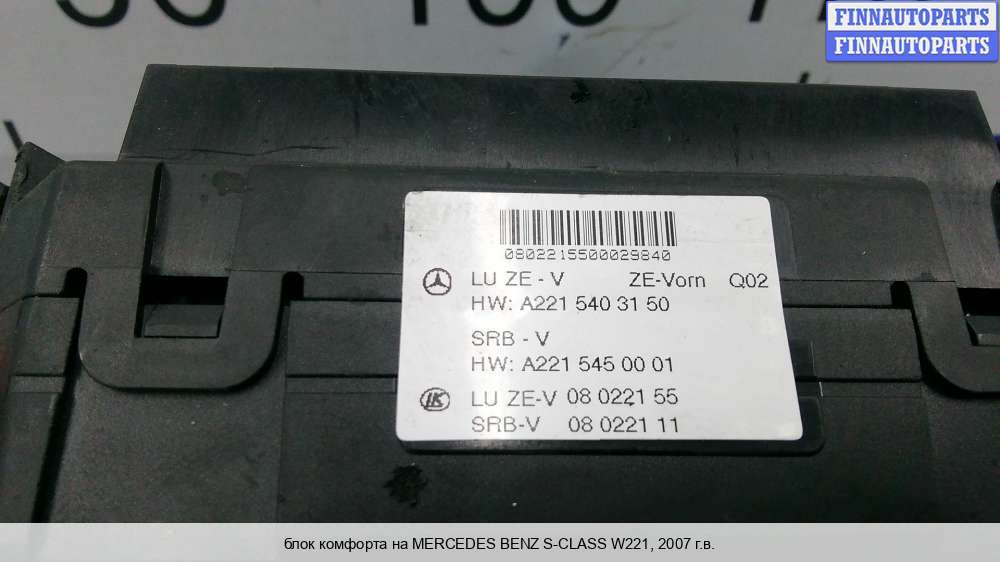 FINNAUTOPARTS
FINNAUTOPARTS
0802215500029840
LU ZE - V ZE-Vorn Q02
HW: A221 540 31 50
SRB - V
HW: A221 545 00 01
LK
LU ZE-V 08 0221 55
SRB-V 08 0221 11
блок комфорта на MERCEDES BENZ S-CLASS W221, 2007 г.в.